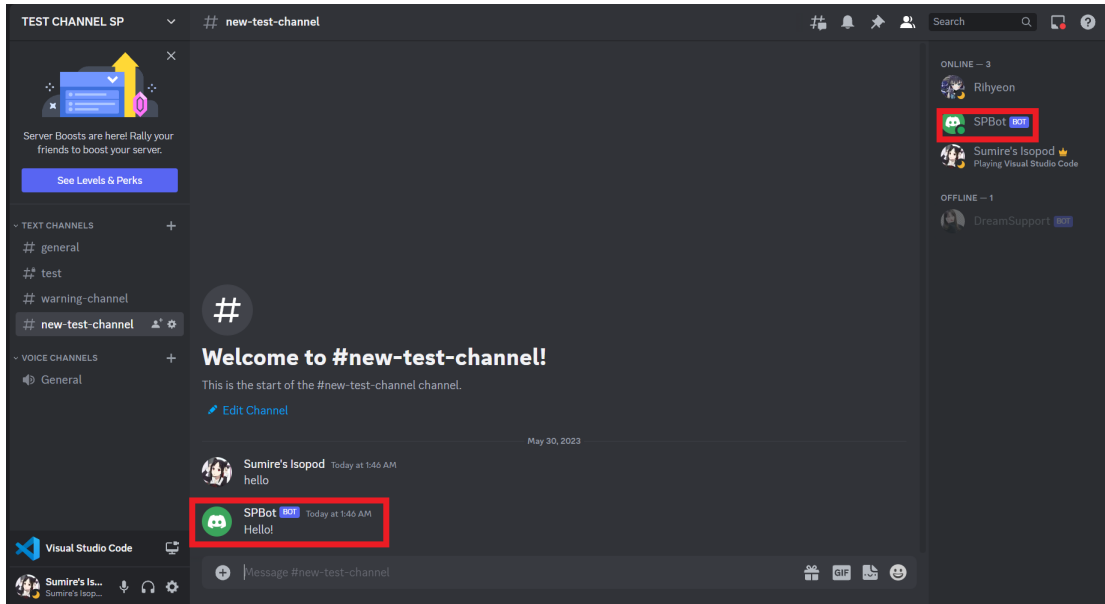 TEST CHANNEL SP
Server Boosts are here! Rally your
friends to boost your server.
See Levels & Perks
TEXT CHANNELS
general
test
warning-channel
new-test-channel
VOICE CHANNELS
General
Visual Studio Code
Sumire's Is...
Sumire's Isop...
# new-test-channel
Search
#
Welcome to #new-test-channel!
This is the start of the #new-test-channel channel.
Edit Channel
May 30, 2023
Sumire's Isopod Today at 1:46 AM
hello
SPBot BOT Today at 1:46 AM
Hello!
Message #new-test-channel
GIF
ONLINE — 3
Rihyeon
SPBot BOT
Sumire's Isopod
Playing Visual Studio Code
OFFLINE — 1
DreamSupport BOT